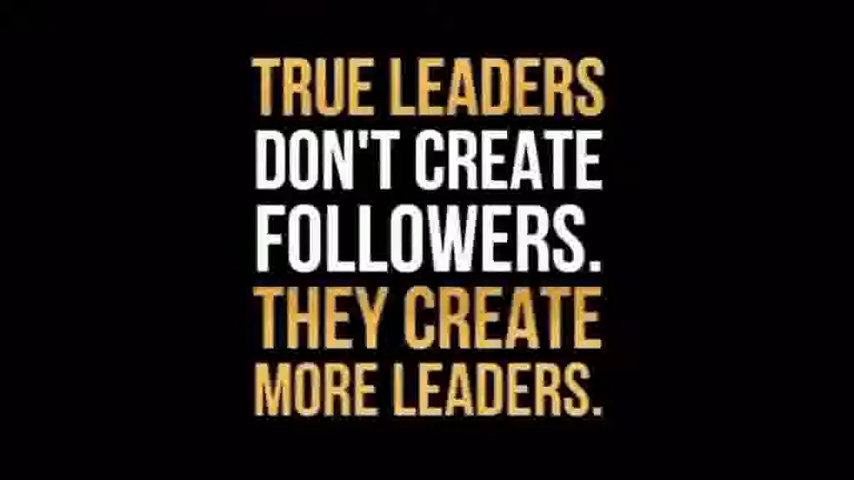 TRUE LEADERS
DON'T CREATE
FOLLOWERS.
THEY CREATE
MORE LEADERS.